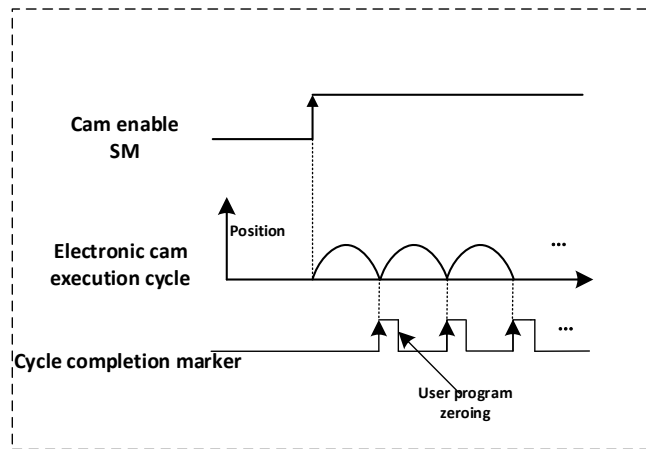 Cam enable
SM
Position
Electronic cam
execution cycle
...
Cycle completion marker
...
User program
zeroing